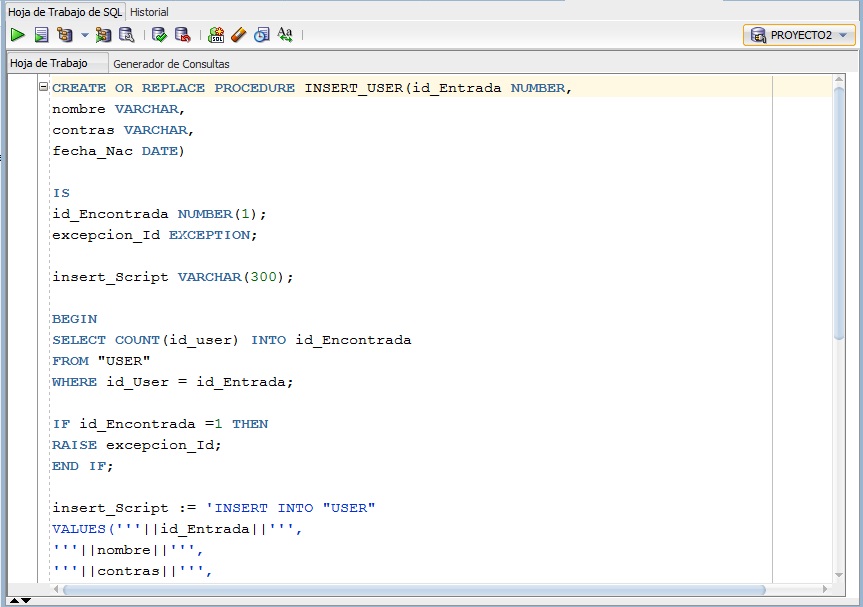 Hoja de Trabajo de SQL Historial
PROYECTO2
Hoja de Trabajo Generador de Consultas
CREATE OR REPLACE PROCEDURE INSERT_USER(id_Entrada NUMBER,
nombre VARCHAR,
contras VARCHAR,
fecha_Nac DATE)
IS
id_Encontrada NUMBER(1);
excepcion_Id EXCEPTION;
insert_Script VARCHAR(300);
BEGIN
SELECT COUNT(id_user) INTO id_Encontrada
FROM "USER"
WHERE id_User = id_Entrada;
IF id_Encontrada =1 THEN
RAISE excepcion_Id;
END IF;
insert_Script := 'INSERT INTO "USER"
VALUES('''||id_Entrada||''',
'''||nombre||''',
'''||contras||''',